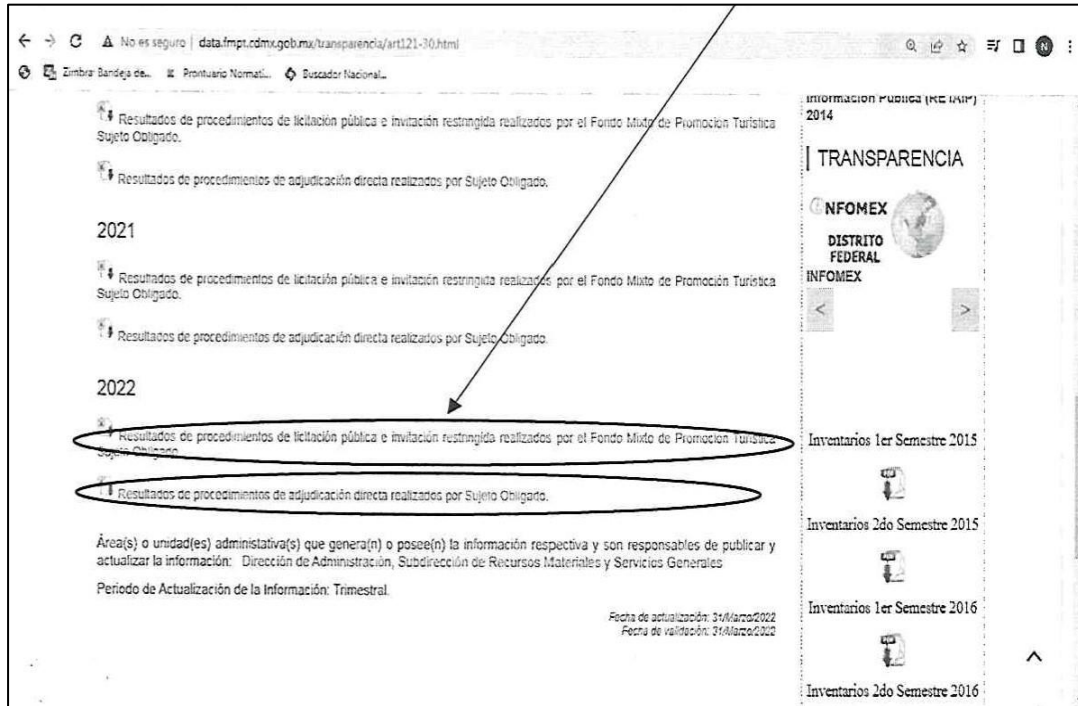 No es seguro | data.fmpt.cdmx.gob.mx/transparencia/art121-30.html
N
Zimbra: Bandeja de... Prontuario Normati... Buscador Nacional...
Resultados de procedimientos de licitación pública e invitación restringida realizados por el Fondo Mixto de Promoción Turística
Sujeto Obligado.
Resultados de procedimientos de adjudicación directa realizados por Sujeto Obligado.
2021
Resultados de procedimientos de licitación pública e invitación restringida realizados por el Fondo Mixto de Promoción Turística
Sujeto Obligado.
Resultados de procedimientos de adjudicación directa realizados por Sujeto Obligado.
2022
Resultados de procedimientos de licitación pública e invitación restringida realizados por el Fondo Mixto de Promoción Turística
Sujeto Obligado.
Resultados de procedimientos de adjudicación directa realizados por Sujeto Obligado.
Área(s) o unidad(es) administativa(s) que genera(n) o posee(n) la información respectiva y son responsables de publicar y
actualizar la información: Dirección de Administración, Subdirección de Recursos Materiales y Servicios Generales
Periodo de Actualización de la Información: Trimestral.
Fecha de actualización: 31/Marzo/2022
Fecha de validación: 31/Marzo/2022
Información Pública (RETAIP)
2014
TRANSPARENCIA
INFOMEX
DISTRITO
FEDERAL
INFOMEX
< >
Inventarios 1er Semestre 2015
PDF
Inventarios 2do Semestre 2015
PDF
Inventarios 1er Semestre 2016
PDF
Inventarios 2do Semestre 2016